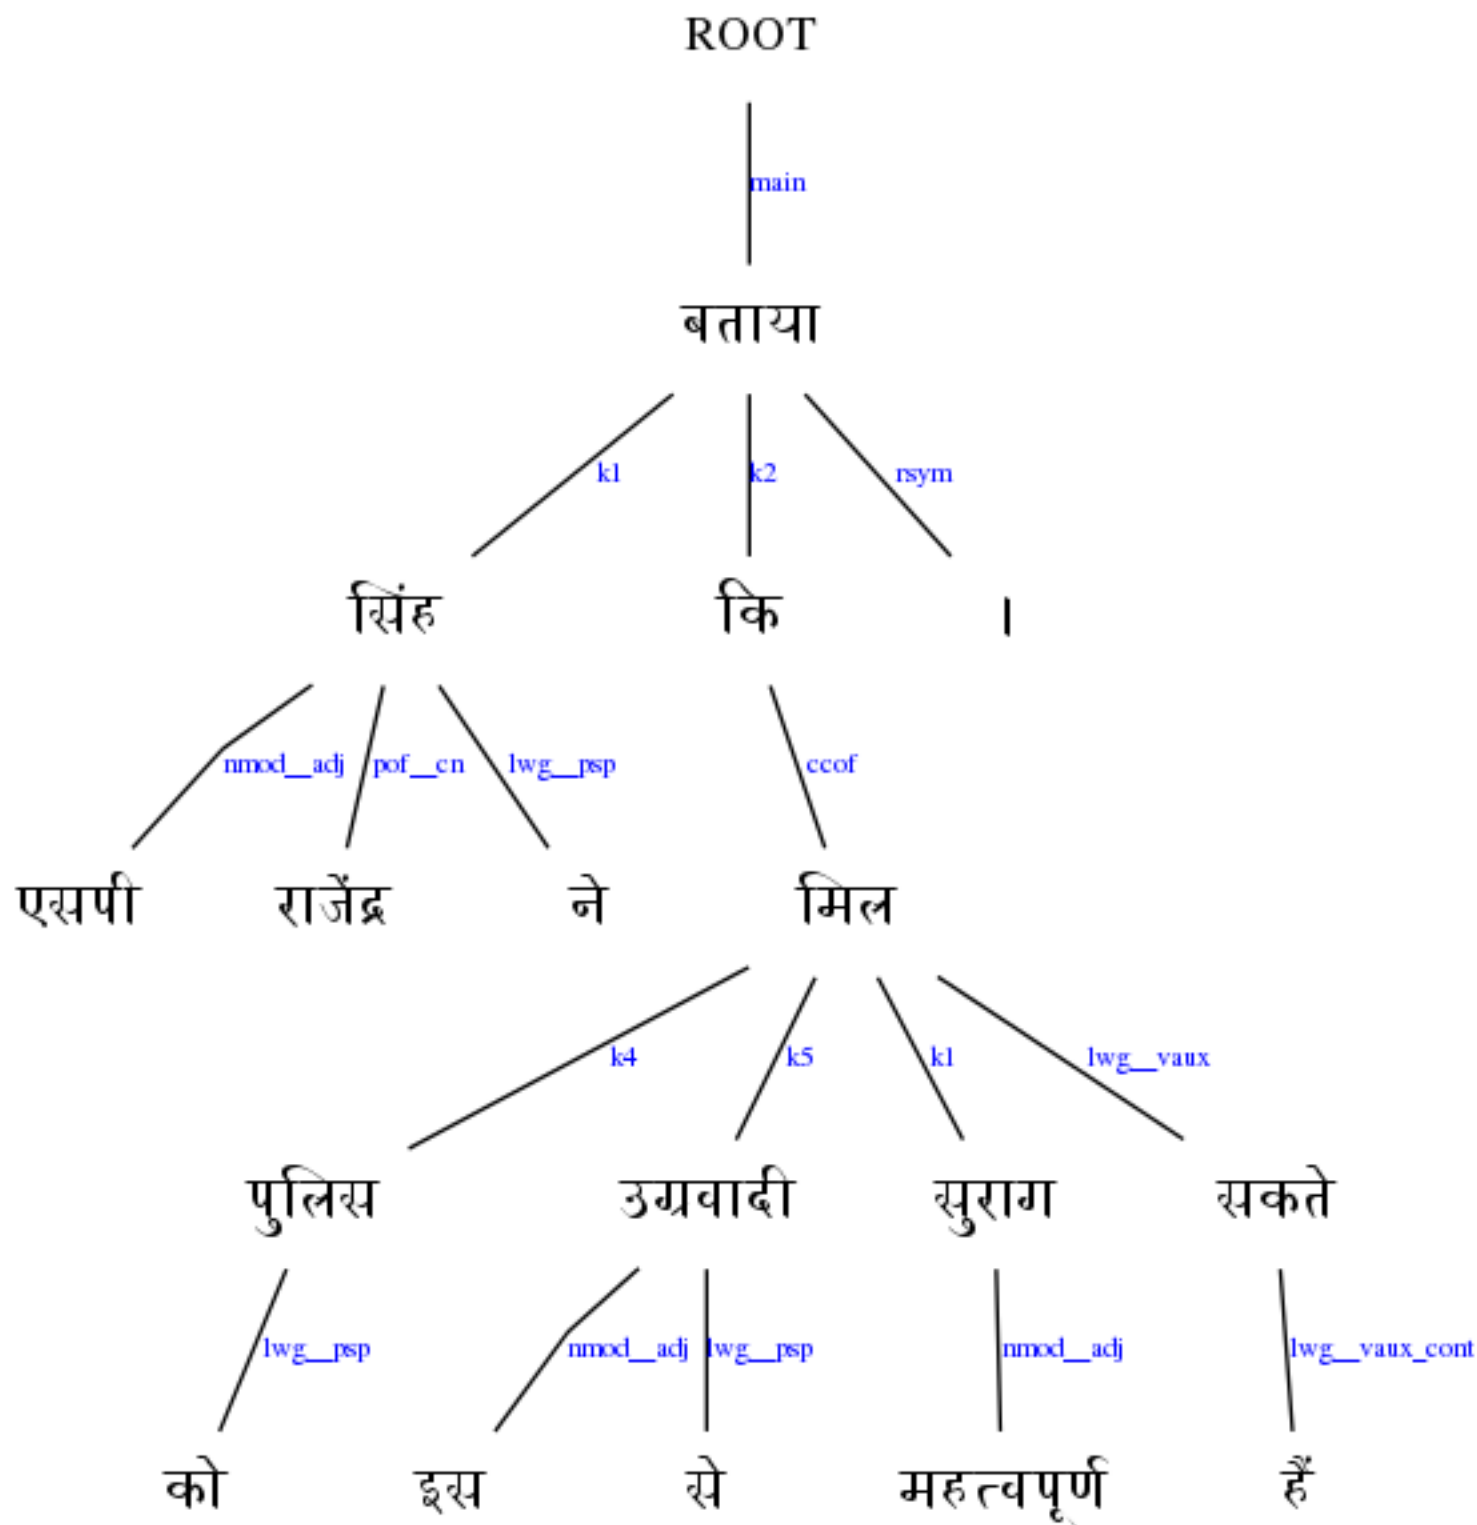 ROOT
main
बताया
k1 k2 rsym
सिंह कि ।
nmod__adj pof__cn lwg__psp ccof
एसपी राजेंद्र ने मिल
k4 k5 k1 lwg__vaux
पुलिस उग्रवादी सुराग सकते
lwg__psp nmod__adj lwg__psp nmod__adj lwg__vaux_cont
को इस से महत्वपूर्ण हैं